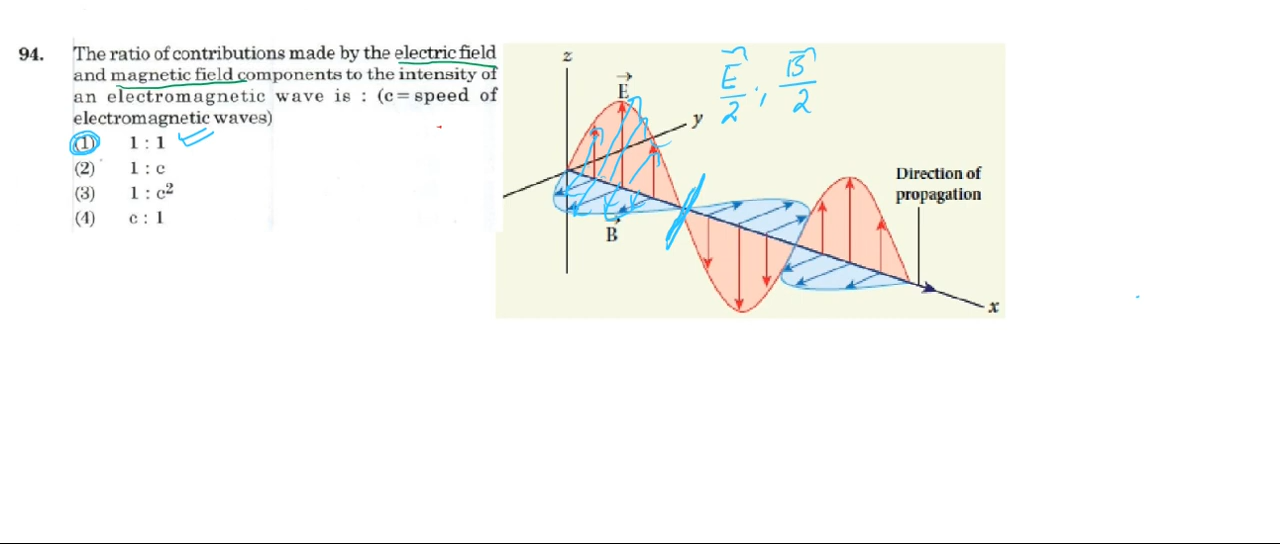 94. The ratio of contributions made by the electric field
and magnetic field components to the intensity of
an electromagnetic wave is : (c=speed of
electromagnetic waves)
(1) 1 : 1
(2) 1 : c
(3) 1 : c²
(4) c : 1
z
E
y
B
E/2, B/2
Direction of
propagation
x